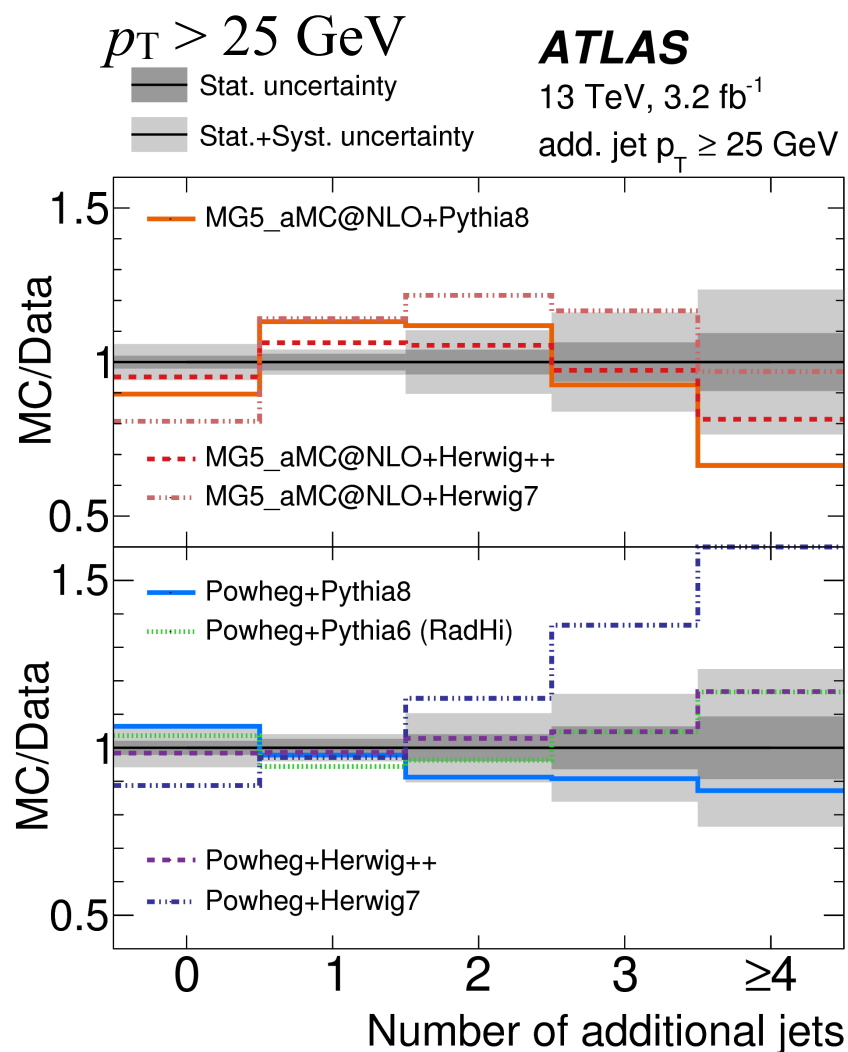 pT > 25 GeV
ATLAS
Stat. uncertainty
13 TeV, 3.2 fb-1
Stat.+Syst. uncertainty
add. jet pT ≥ 25 GeV
1.5
MG5_aMC@NLO+Pythia8
1
MC/Data
MG5_aMC@NLO+Herwig++
MG5_aMC@NLO+Herwig7
0.5
1.5
Powheg+Pythia8
Powheg+Pythia6 (RadHi)
1
MC/Data
Powheg+Herwig++
Powheg+Herwig7
0.5
0 1 2 3 ≥4
Number of additional jets